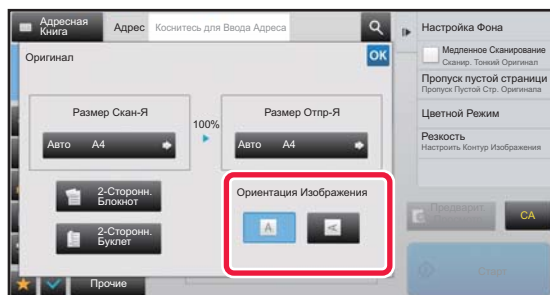 Адресная
Книга
Адрес
Коснитесь для Ввода Адреса
Оригинал
OK
Размер Скан-Я
100%
Размер Отпр-Я
Авто A4
Авто A4
2-Сторонн.
Блокнот
2-Сторонн.
Буклет
Ориентация Изображения
A
A
Прочие
Настройка Фона
Медленное Сканирование
Сканир. Тонкий Оригинал
Пропуск пустой страници
Пропуск Пустой Стр. Оригинала
Цветной Режим
Резкость
Настроить Контур Изображения
Предварит.
CA
Старт